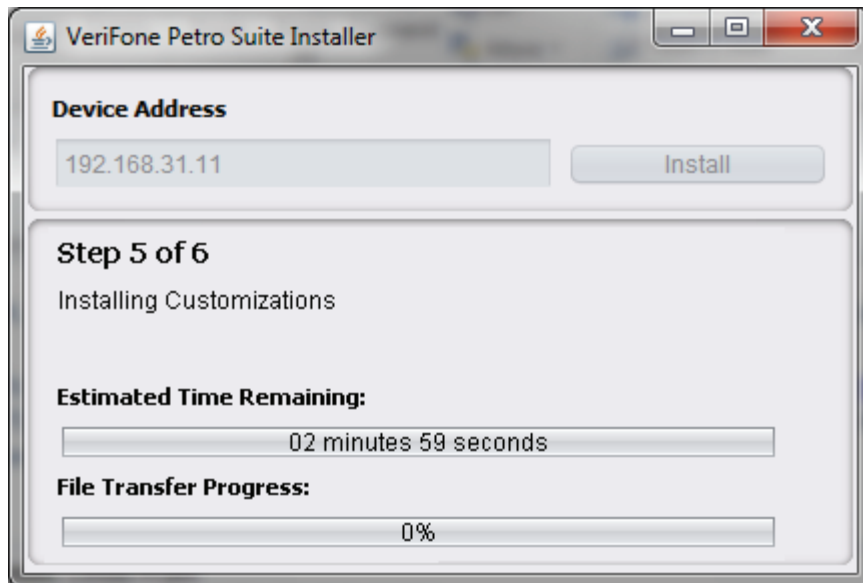 VeriFone Petro Suite Installer
Device Address
192.168.31.11
Install
Step 5 of 6
Installing Customizations
Estimated Time Remaining:
02 minutes 59 seconds
File Transfer Progress:
0%